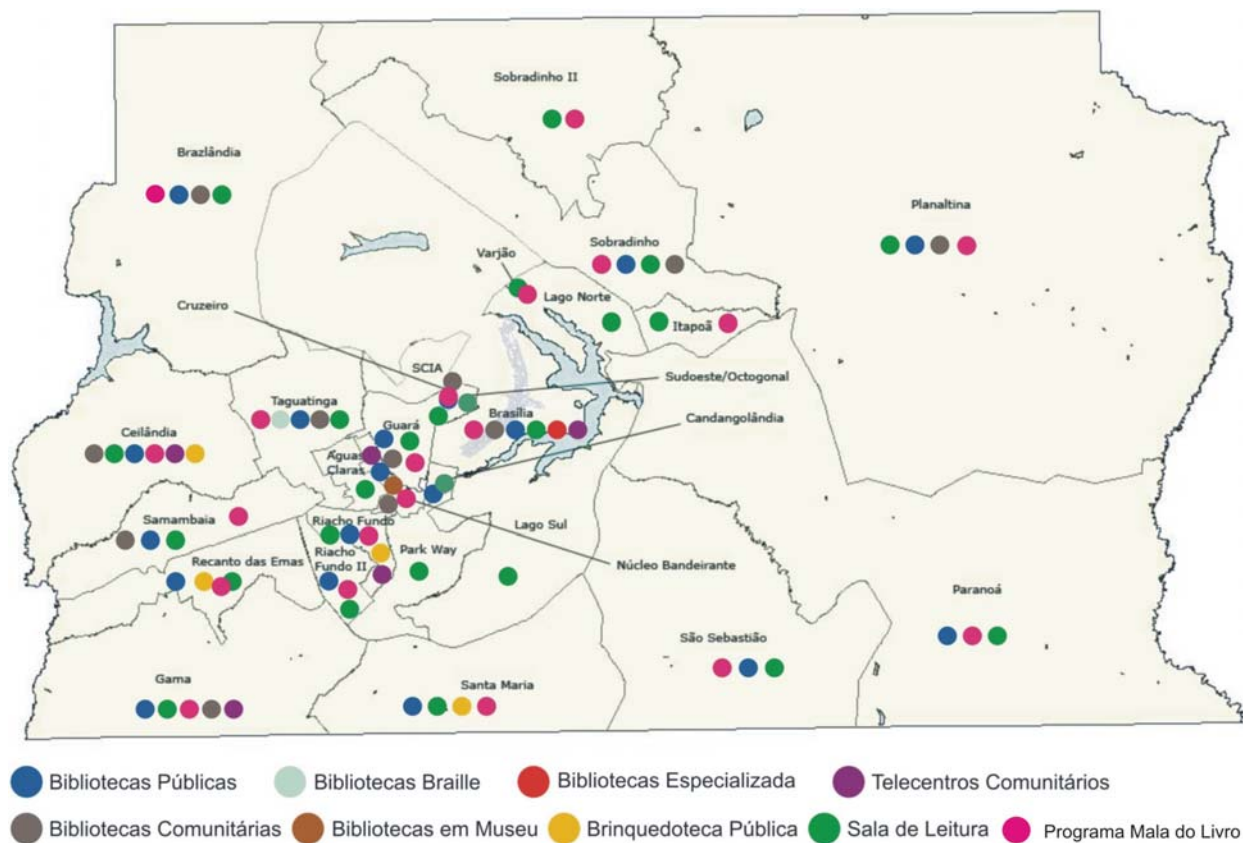 Sobradinho II
Brazlândia
Planaltina
Sobradinho
Varjão
Lago Norte
Cruzeiro
Itapoã
SCIA
Sudoeste/Octogonal
Taguatinga
Brasília
Candangolândia
Guará
Ceilândia
Águas
Claras
Samambaia
Riacho Fundo
Lago Sul
Recanto das Emas
Riacho
Fundo II
Park Way
Núcleo Bandeirante
Paranoá
São Sebastião
Gama
Santa Maria
Bibliotecas Públicas
Bibliotecas Braille
Bibliotecas Especializada
Telecentros Comunitários
Bibliotecas Comunitárias
Bibliotecas em Museu
Brinquedoteca Pública
Sala de Leitura
Programa Mala do Livro